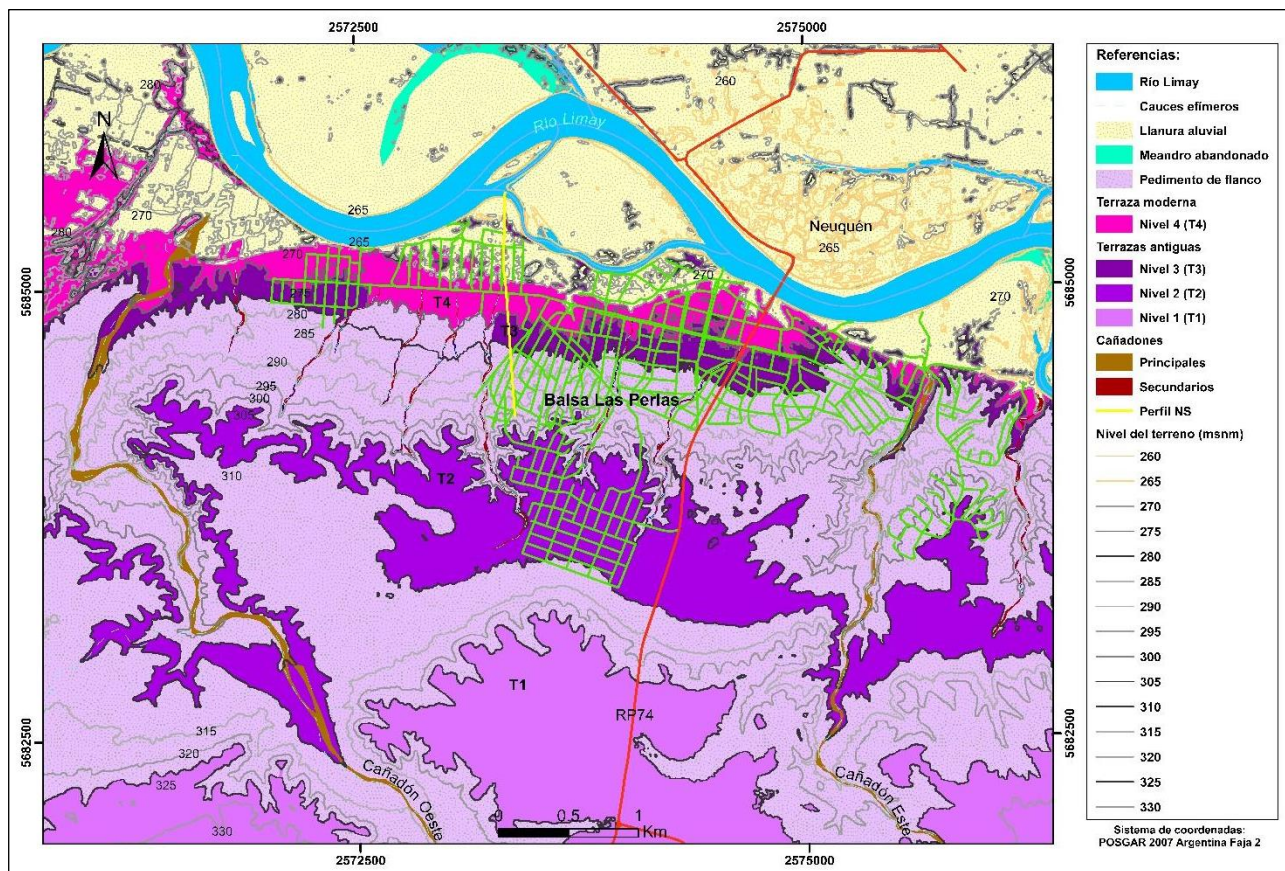 2572500
2575000
280
260
N
Río Limay
270
265
Neuquén
265
280
265
270
270
270
5685000
5685000
275
T4
280
285
T3
290
295
300
305
Balsa Las Perlas
310
T2
T1
RP74
5682500
5682500
315
320
325
330
Cañadón Oeste
Cañadón Este
0 0.5 1
Km
2572500
2575000
Referencias:
Río Limay
Cauces efímeros
Llanura aluvial
Meandro abandonado
Pedimento de flanco
Terraza moderna
Nivel 4 (T4)
Terrazas antiguas
Nivel 3 (T3)
Nivel 2 (T2)
Nivel 1 (T1)
Cañadones
Principales
Secundarios
Perfil NS
Nivel del terreno (msnm)
260
265
270
275
280
285
290
295
300
305
310
315
320
325
330
Sistema de coordenadas:
POSGAR 2007 Argentina Faja 2